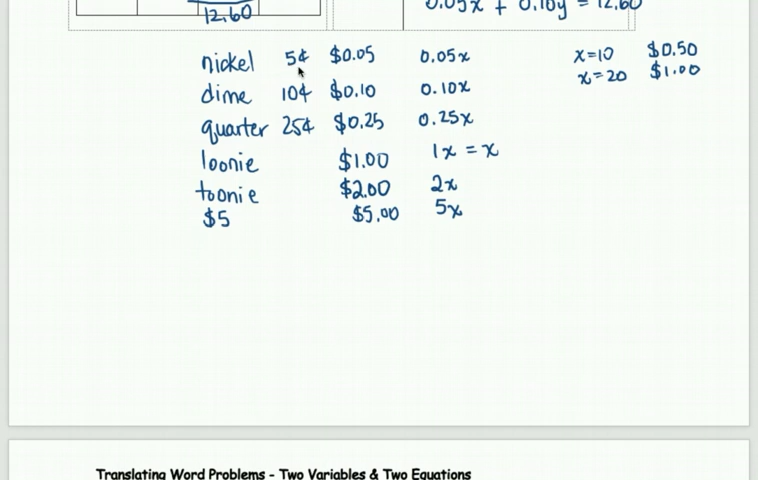 12.60 0.05x + 0.10y = 12.60
nickel 5¢ $0.05 0.05x x=10 $0.50
dime 10¢ $0.10 0.10x x=20 $1.00
quarter 25¢ $0.25 0.25x
loonie $1.00 1x = x
toonie $2.00 2x
$5 $5.00 5x
Translating Word Problems - Two Variables & Two Equations